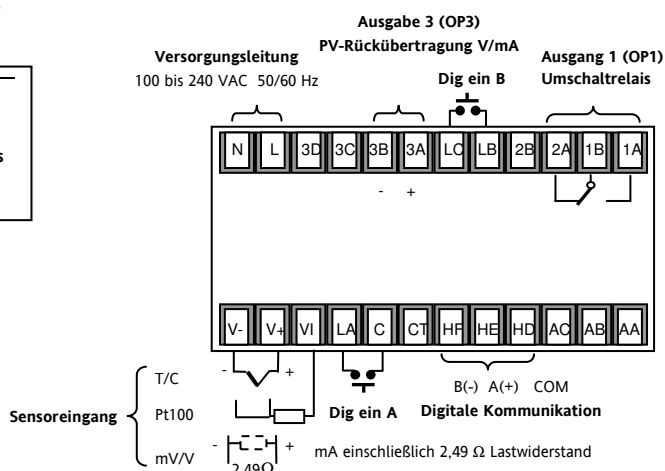 Ausgabe 3 (OP3)
PV-Rückübertragung V/mA
Versorgungsleitung
100 bis 240 VAC 50/60 Hz
Dig ein B
Ausgang 1 (OP1)
Umschaltrelais
s
N L 3D 3C 3B 3A LC LB 2B 2A 1B 1A
- +
V- V+ VI LA C CT HF HE HD AC AB AA
- +
T/C
B(-) A(+) COM
Sensoreingang
Pt100
Dig ein A
Digitale Kommunikation
mV/V
- +
2,49Ω
mA einschließlich 2,49 Ω Lastwiderstand